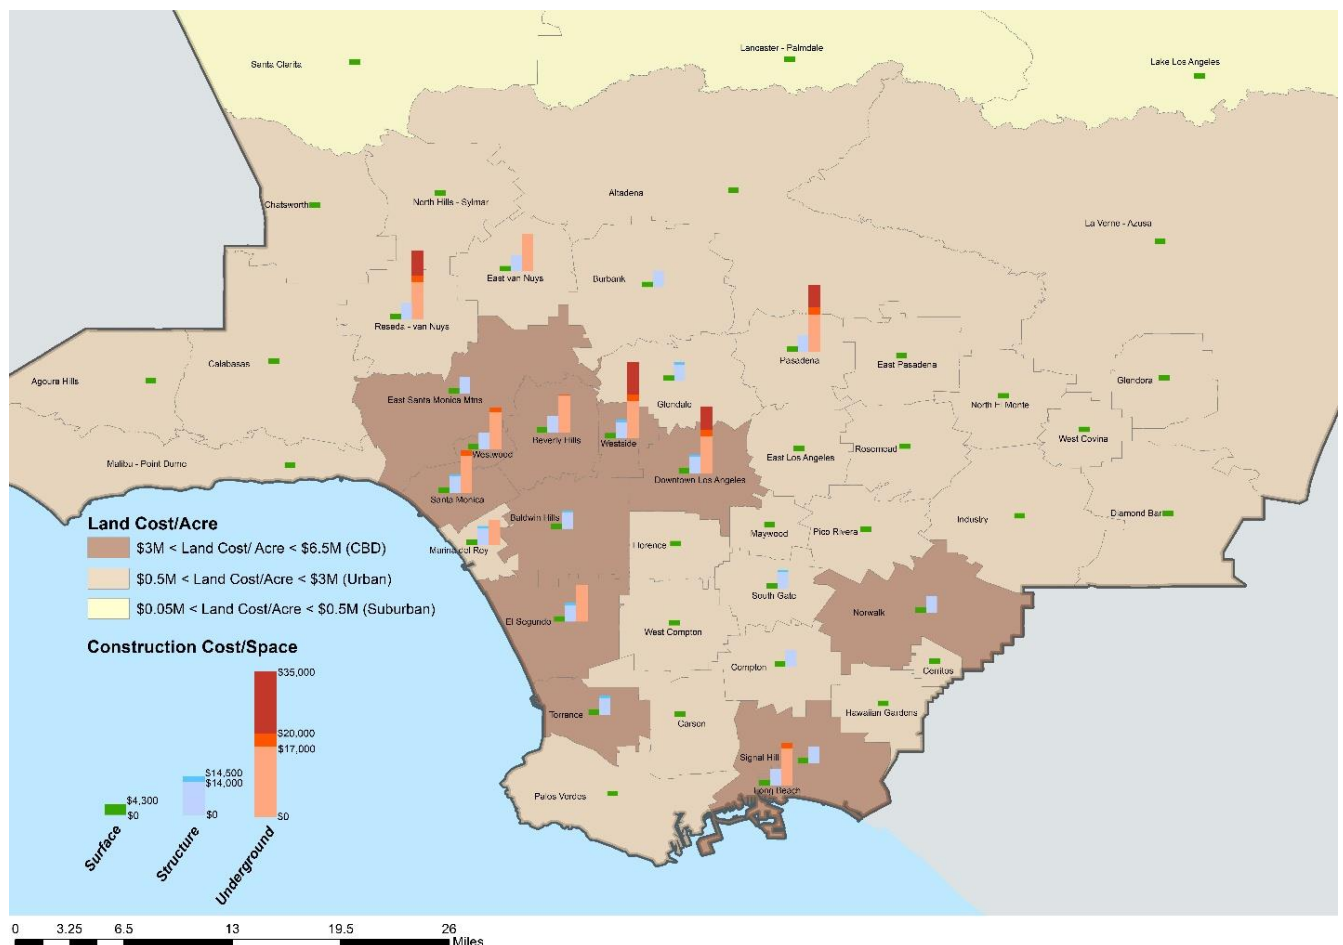 Santa Clarita
Lancaster - Palmdale
Lake Los Angeles
Chatsworth
North Hills - Sylmar
Altadena
La Verne - Azusa
East van Nuys
Burbank
Reseda - van Nuys
Pasadena
East Pasadena
Calabasas
Agoura Hills
Glendora
East Santa Monica Mtns
Glendale
North El Monte
Beverly Hills
Westside
West Covina
Westwood
East Los Angeles
Rosemead
Malibu - Point Dume
Downtown Los Angeles
Santa Monica
Baldwin Hills
Maywood
Pico Rivera
Industry
Diamond Bar
Marina del Rey
Florence
South Gate
Norwalk
El Segundo
West Compton
Compton
Cerritos
Torrence
Carson
Hawaiian Gardens
Signal Hill
Long Beach
Palos Verdes
Land Cost/Acre
$3M < Land Cost/ Acre < $6.5M (CBD)
$0.5M < Land Cost/Acre < $3M (Urban)
$0.05M < Land Cost/Acre < $0.5M (Suburban)
Construction Cost/Space
$35,000
$20,000
$17,000
$0
$14,500
$14,000
$0
$4,300
$0
Surface
Structure
Underground
0 3.25 6.5 13 19.5 26
Miles